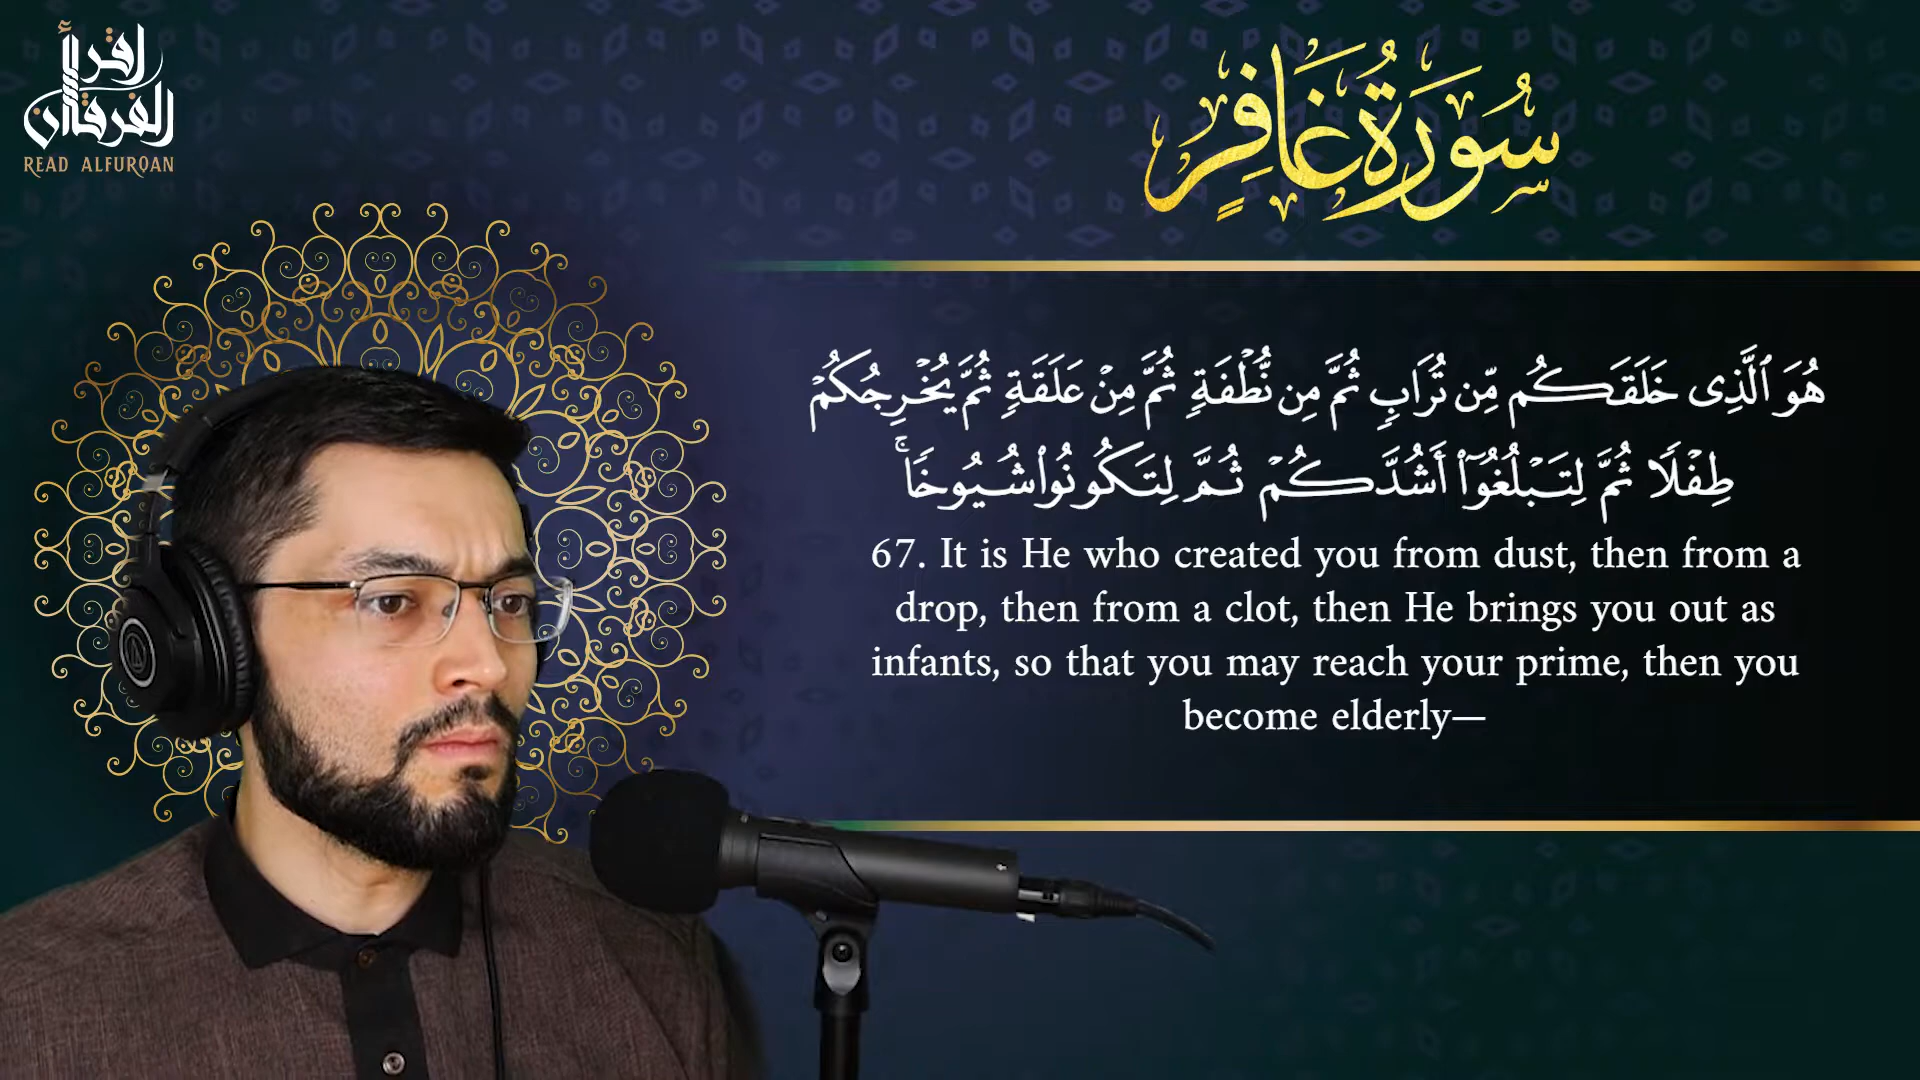 اقرأ
الفرقان
READ ALFURQAN
سُورَةُ غَافِرٍ
هُوَ ٱلَّذِى خَلَقَكُم مِّن تُرَابٍ ثُمَّ مِن نُّطْفَةٍ ثُمَّ مِنْ عَلَقَةٍ ثُمَّ يُخْرِجُكُمْ
طِفْلًا ثُمَّ لِتَبْلُغُوٓا۟ أَشُدَّكُمْ ثُمَّ لِتَكُونُوا۟ شُيُوخًا ۚ
67. It is He who created you from dust, then from a
drop, then from a clot, then He brings you out as
infants, so that you may reach your prime, then you
become elderly—